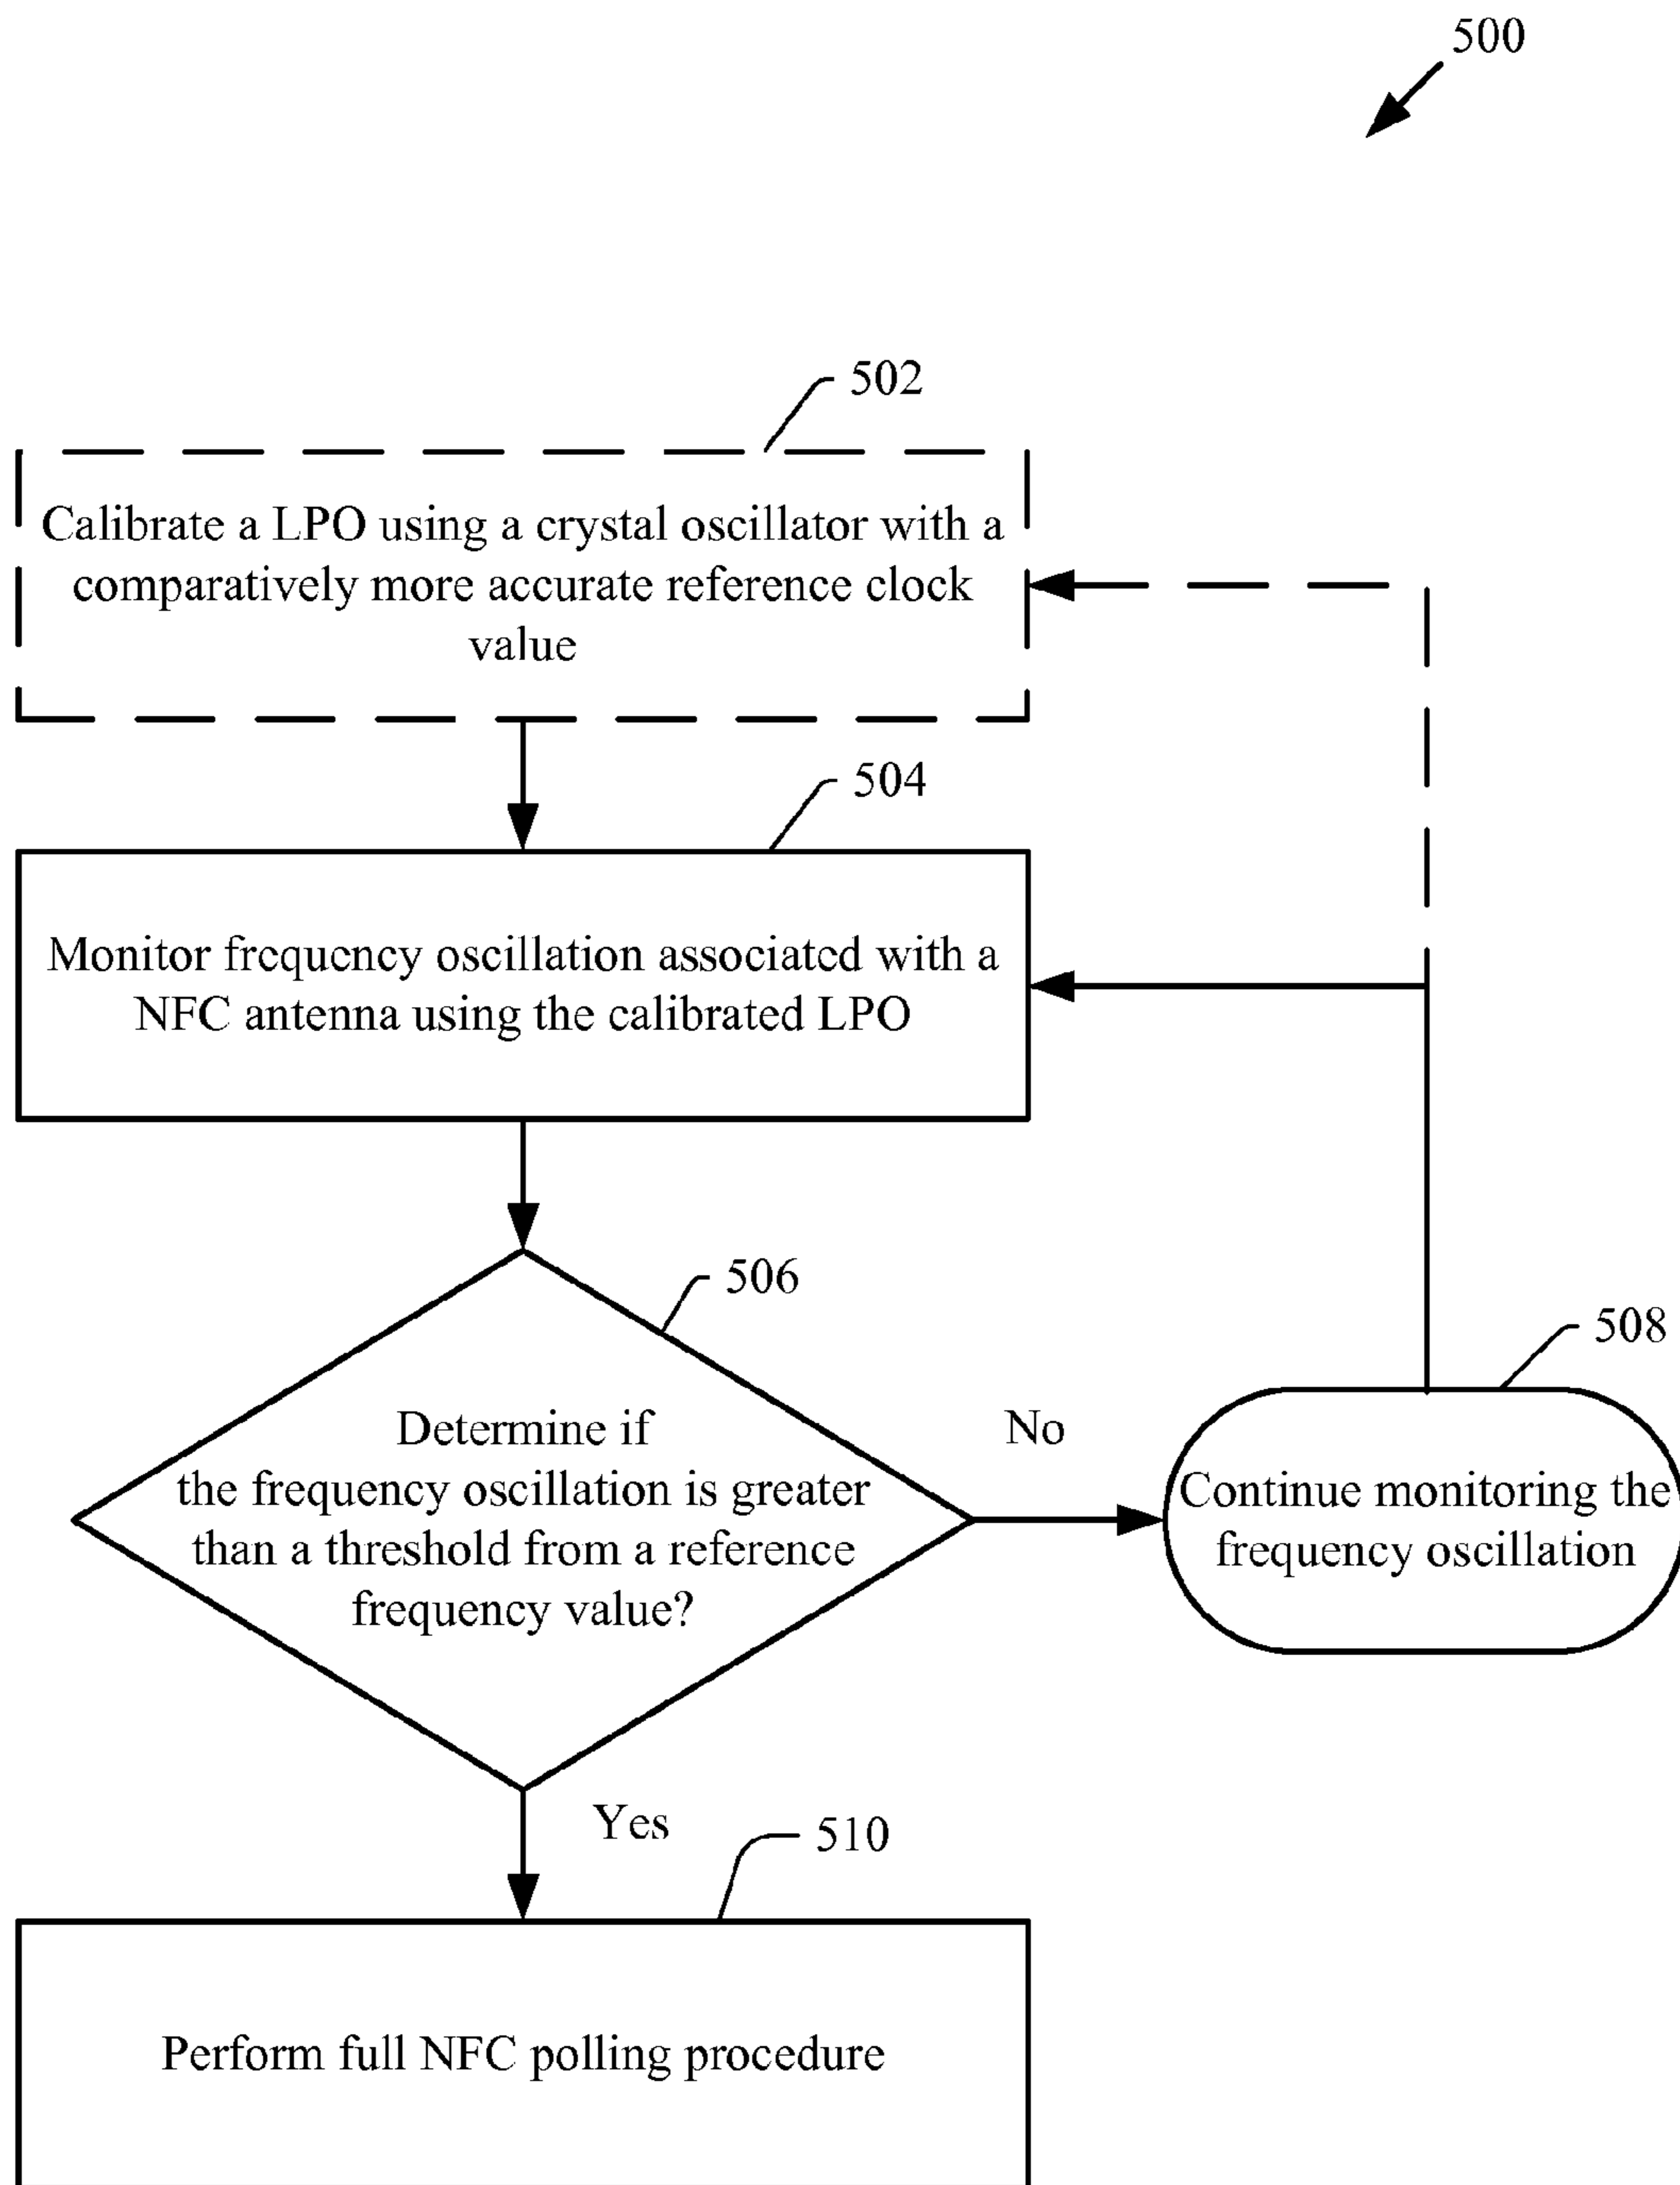 500
502
Calibrate a LPO using a crystal oscillator with a
comparatively more accurate reference clock
value
504
Monitor frequency oscillation associated with a
NFC antenna using the calibrated LPO
506
508
Determine if
the frequency oscillation is greater
than a threshold from a reference
frequency value?
No
Continue monitoring the
frequency oscillation
Yes
510
Perform full NFC polling procedure